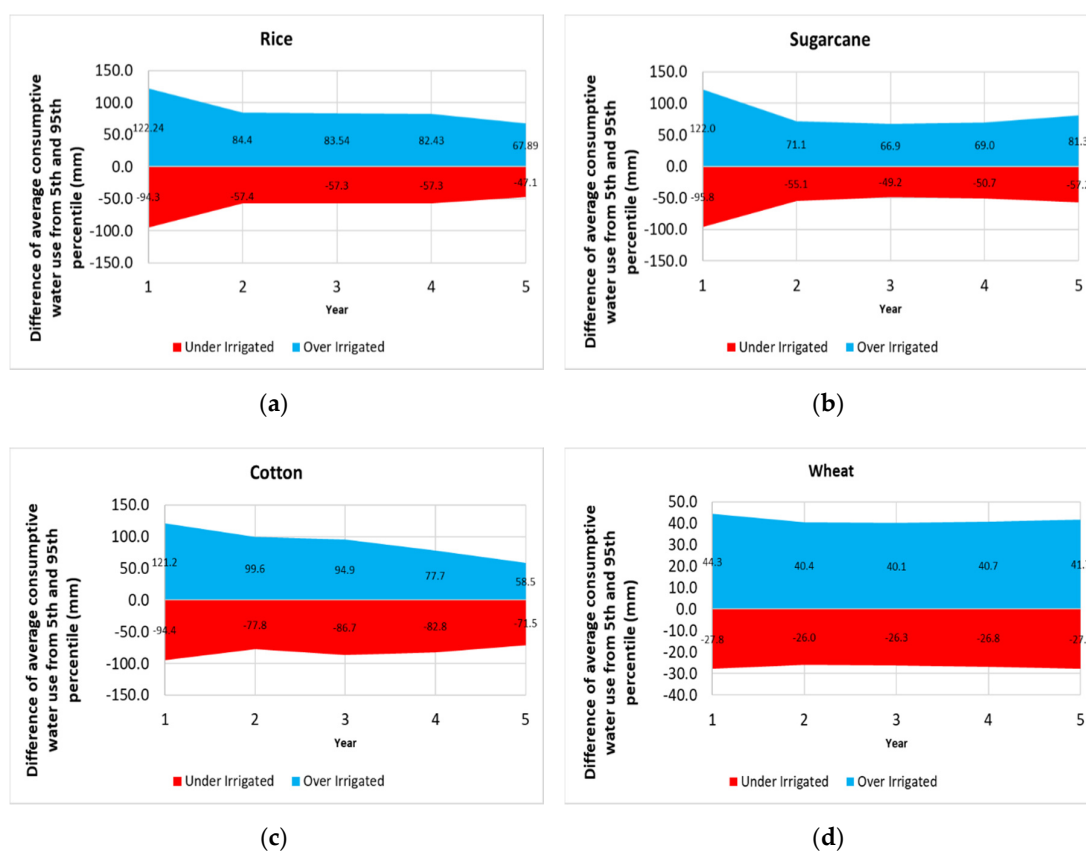 Rice
Difference of average consumptive
water use from 5th and 95th
percentile (mm)
150.0
100.0
50.0
0.0
-50.0
-100.0
-150.0
122.24
84.4
83.54
82.43
67.89
-94.3
-57.4
-57.3
-57.3
-47.1
1 2 3 4 5
Year
Under Irrigated Over Irrigated
(a)
Sugarcane
Difference of average consumptive
water use from 5th and 95th
percentile (mm)
150.0
100.0
50.0
0.0
-50.0
-100.0
-150.0
122.0
71.1
66.9
69.0
81.3
-95.8
-55.1
-49.2
-50.7
1 2 3 4 5
Year
Under Irrigated Over Irrigated
(b)
Cotton
Difference of average consumptive
water use from 5th and 95th
percentile (mm)
150.0
100.0
50.0
0.0
-50.0
-100.0
-150.0
121.2
99.6
94.9
77.7
58.5
-94.4
-77.8
-86.7
-82.8
-71.5
1 2 3 4 5
Year
Under Irrigated Over Irrigated
(c)
Wheat
Difference of average consumptive
water use from 5th and 95th
percentile (mm)
50.0
40.0
30.0
20.0
10.0
0.0
-10.0
-20.0
-30.0
-40.0
44.3
40.4
40.1
40.7
-27.8
-26.0
-26.3
-26.8
1 2 3 4 5
Year
Under Irrigated Over Irrigated
(d)